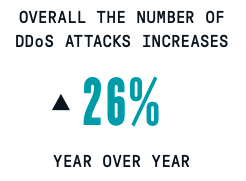 OVERALL THE NUMBER OF
DDoS ATTACKS INCREASES
▲ 26%
YEAR OVER YEAR